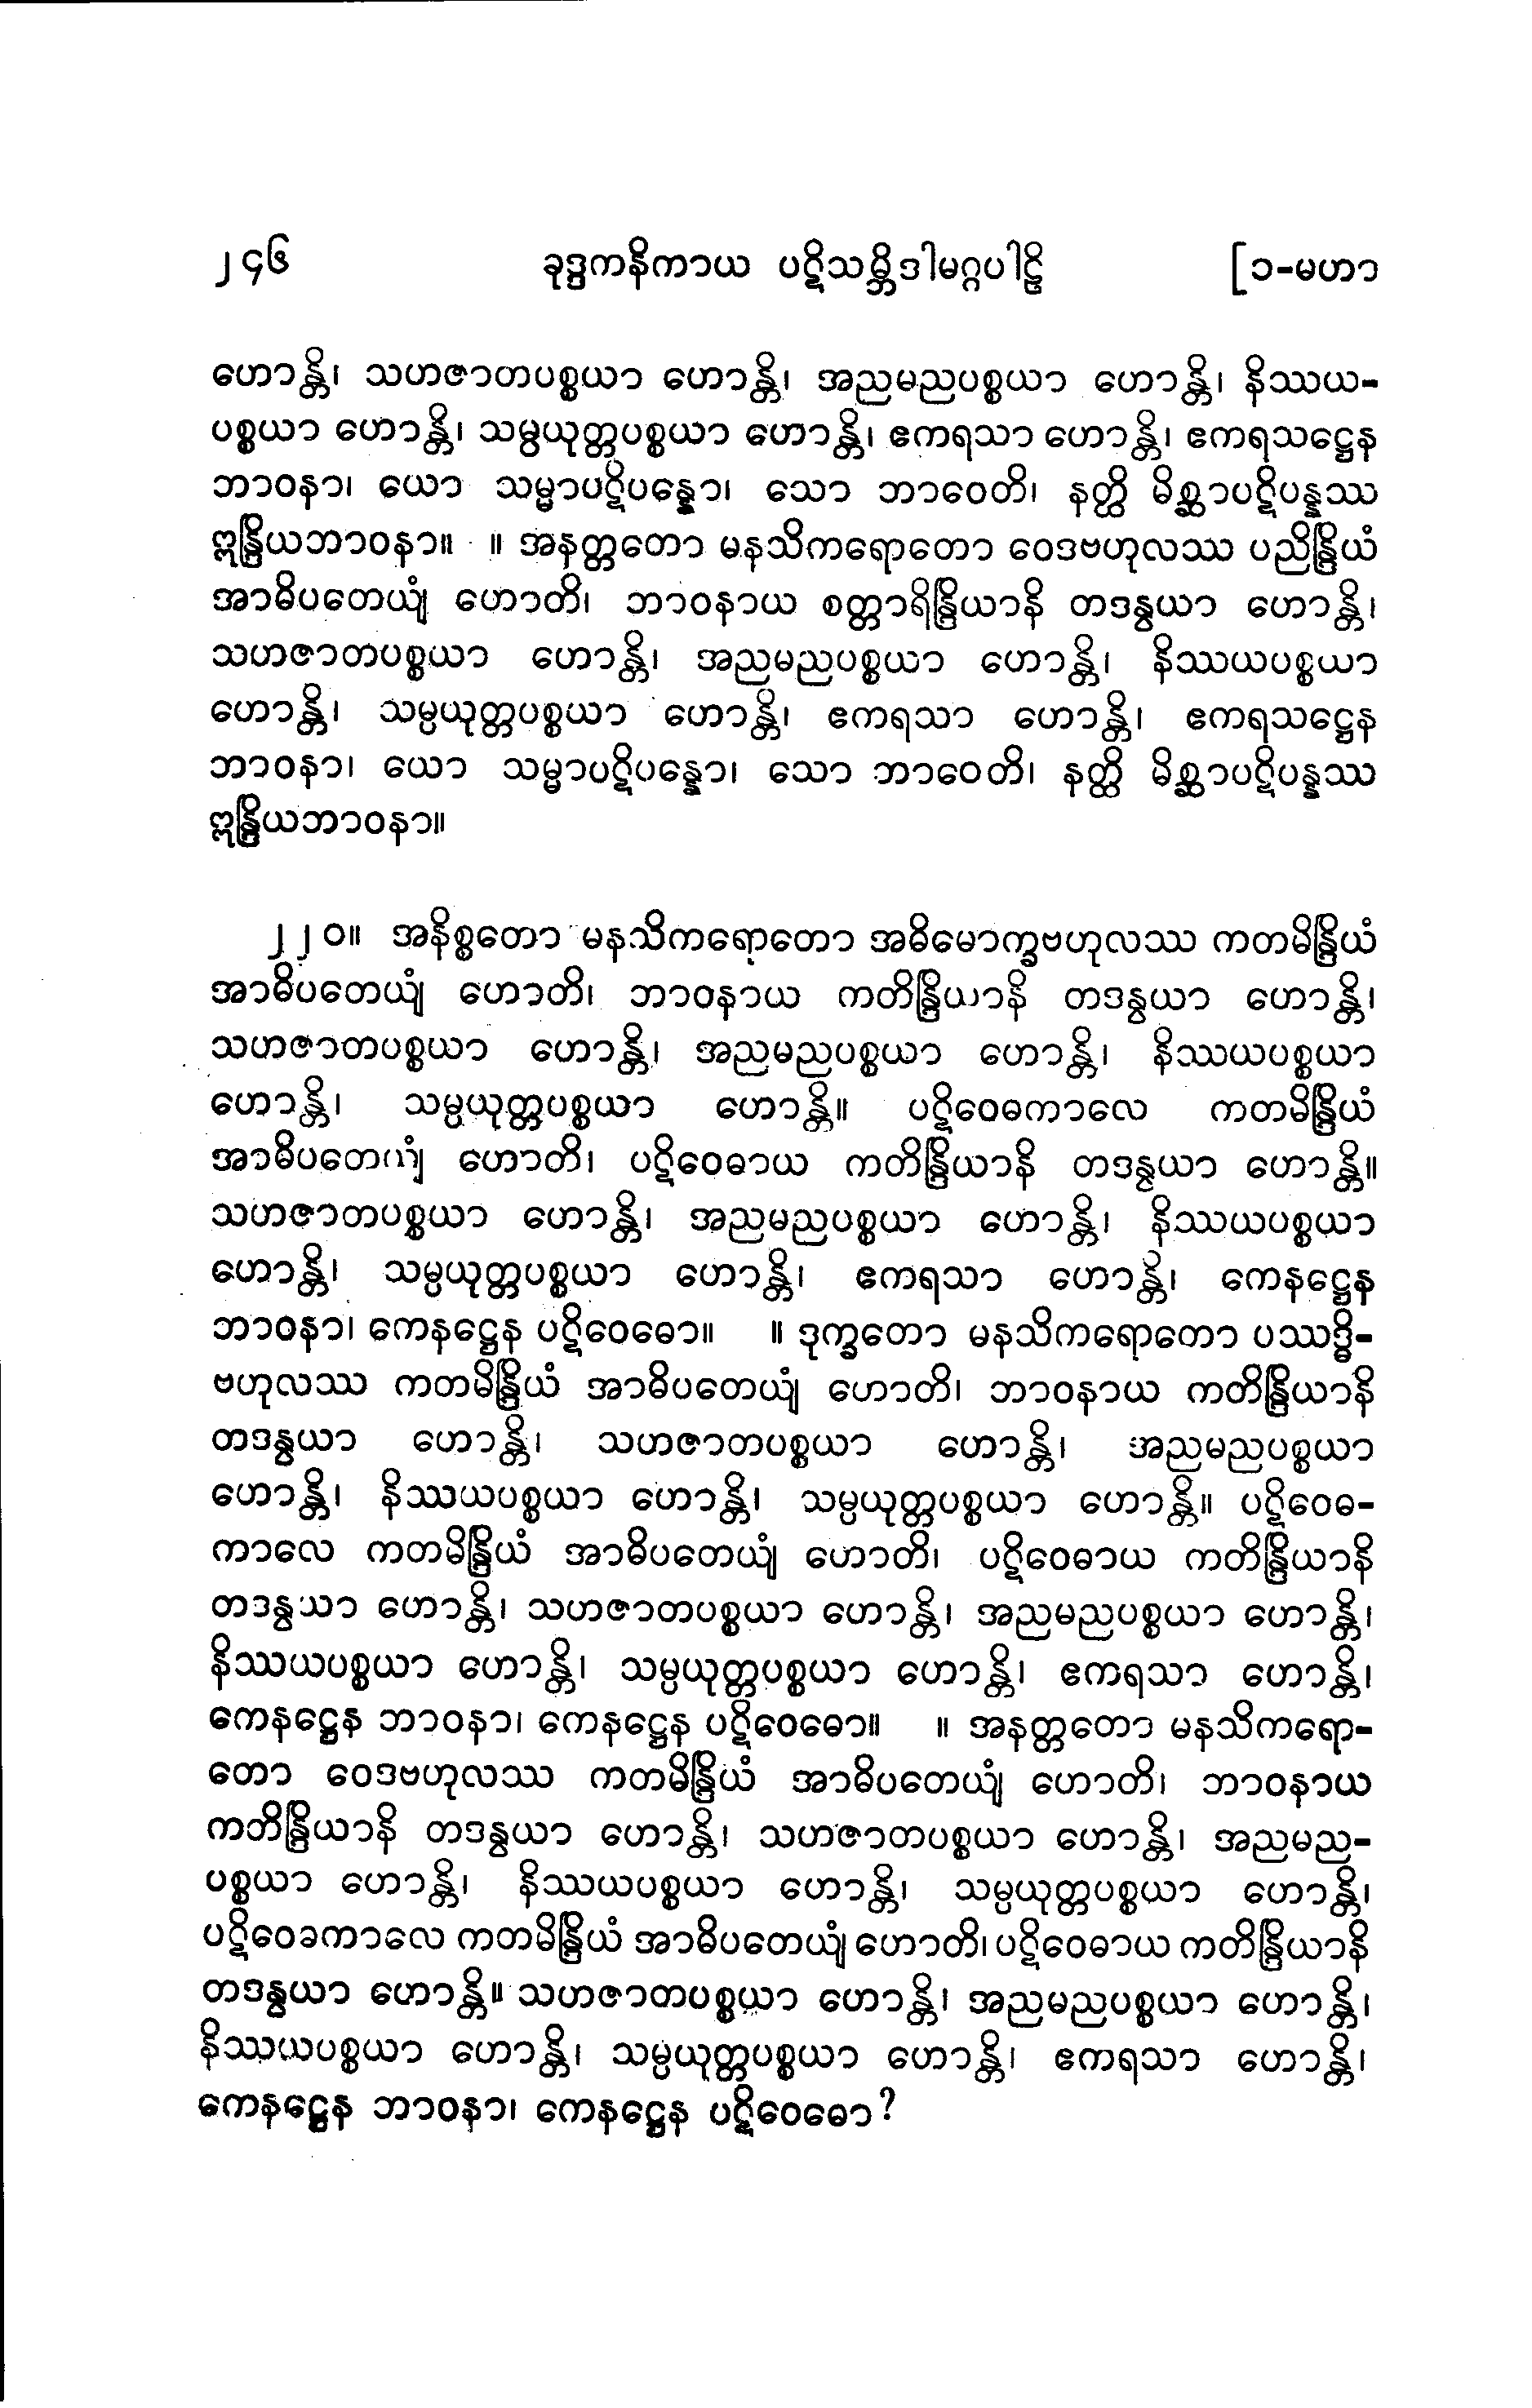 ၂၄၆ ခုဒ္ဒကနိကာယ ပဋိသမ္ဘိဒါမဂ္ဂပါဠိ [၁-မဟာ
ဟောန္တိ၊ သဟဇာတပစ္စယာ ဟောန္တိ၊ အညမညပစ္စယာ ဟောန္တိ၊ နိဿယ-
ပစ္စယာ ဟောန္တိ၊ သမ္ပယုတ္တပစ္စယာ ဟောန္တိ၊ ဧကရသာ ဟောန္တိ၊ ဧကရသဋ္ဌေန
ဘာဝနာ၊ ယော သမ္မာပဋိပန္နော၊ သော ဘာဝေတိ၊ နတ္ထိ မိစ္ဆာပဋိပန္နဿ
ဣန္ဒြိယဘာဝနာ။ ။ အနတ္တတော မနသိကရောတော ဝေဒဗဟုလဿ ပညိန္ဒြိယံ
အာဓိပတေယျံ ဟောတိ၊ ဘာဝနာယ စတ္တာရိန္ဒြိယာနိ တဒန္വയာ ဟောန္တိ၊
သဟဇာတပစ္စယာ ဟောန္တိ၊ အညမညပစ္စယာ ဟောန္တိ၊ နိဿယပစ္စယာ
ဟောန္တိ၊ သမ္ပယုတ္တပစ္စယာ ဟောန္တိ၊ ဧကရသာ ဟောန္တိ၊ ဧကရသဋ္ဌေန
ဘာဝနာ၊ ယော သမ္မာပဋိပန္နော၊ သော ဘာဝေတိ၊ နတ္ထိ မိစ္ဆာပဋိပန္နဿ
ဣန္ဒြိယဘာဝနာ။
၂၂၀။ အနိစ္စတော မနသိကရောတော အဓိမောက္ခဗဟုလဿ ကတမိန္ဒြိယံ
အာဓိပတေယျံ ဟောတိ၊ ဘာဝနာယ ကတိန္ဒြိယာနိ တဒန္వယာ ဟောန္တိ၊
သဟဇာတပစ္စယာ ဟောန္တိ၊ အညမညပစ္စယာ ဟောန္တိ၊ နိဿယပစ္စယာ
ဟောန္တိ၊ သမ္ပယုတ္တပစ္စယာ ဟောန္တိ။ ပဋိဝေဓကာလေ ကတမိန္ဒြိယံ
အာဓိပတေယျံ ဟောတိ၊ ပဋိဝေဓာယ ကတိန္ဒြိယာနိ တဒန္ဝယာ ဟောန္တိ။
သဟဇာတပစ္စယာ ဟောန္တိ၊ အညမညပစ္စယာ ဟောန္တိ၊ နိဿယပစ္စယာ
ဟောန္တိ၊ သမ္ပယုတ္တပစ္စယာ ဟောန္တိ၊ ဧကရသာ ဟောန္တိ၊ ကေနဋ္ဌေန
ဘာဝနာ၊ ကေနဋ္ဌေန ပဋိဝေဓော။ ။ ဒုက္ခတော မနသိကရောတော ပဿဒ္ဓိ-
ဗဟုလဿ ကတမိန္ဒြိယံ အာဓိပတေယျံ ဟောတိ၊ ဘာဝနာယ ကတိန္ဒြိယာနိ
တဒန္ဝယာ ဟောန္တိ၊ သဟဇာတပစ္စယာ ဟောန္တိ၊ အညမညပစ္စယာ
ဟောန္တိ၊ နိဿယပစ္စယာ ဟောန္တိ၊ သမ္ပယုတ္တပစ္စယာ ဟောန္တိ။ ပဋိဝေဓ-
ကာလေ ကတမိန္ဒြိယံ အာဓိပတေယျံ ဟောတိ၊ ပဋိဝေဓာယ ကတိန္ဒြိယာနိ
တဒန္ဝယာ ဟောန္တိ၊ သဟဇာတပစ္စယာ ဟောန္တိ၊ အညမညပစ္စယာ ဟောန္တိ၊
နိဿယပစ္စယာ ဟောန္တိ၊ သမ္ပယုတ္တပစ္စယာ ဟောန္တိ၊ ဧကရသာ ဟောန္တိ၊
ကေနဋ္ဌေန ဘာဝနာ၊ ကေနဋ္ဌေန ပဋိဝေဓော။ ။ အနတ္တတော မနသိကရော-
တော ဝေဒဗဟုလဿ ကတမိန္ဒြိယံ အာဓိပတေယျံ ဟောတိ၊ ဘာဝနာယ
ကတိန္ဒြိယာနိ တဒန္ဝယာ ဟောန္တိ၊ သဟဇာတပစ္စယာ ဟောန္တိ၊ အညမည-
ပစ္စယာ ဟောန္တိ၊ နိဿယပစ္စယာ ဟောန္တိ၊ သမ္ပယုတ္တပစ္စယာ ဟောန္တိ၊
ပဋိဝေဓကာလေ ကတမိန္ဒြိယံ အာဓိပတေယျံ ဟောတိ၊ ပဋိဝေဓာယ ကတိန္ဒြိယာနိ
တဒန္ဝယာ ဟောန္တိ။ သဟဇာတပစ္စယာ ဟောန္တိ၊ အညမညပစ္စယာ ဟောန္တိ၊
နိဿယပစ္စယာ ဟောန္တိ၊ သမ္ပယုတ္တပစ္စယာ ဟောန္တိ၊ ဧကရသာ ဟောန္တိ၊
ကေနဋ္ဌေန ဘာဝနာ၊ ကေနဋ္ဌေန ပဋိဝေဓော?